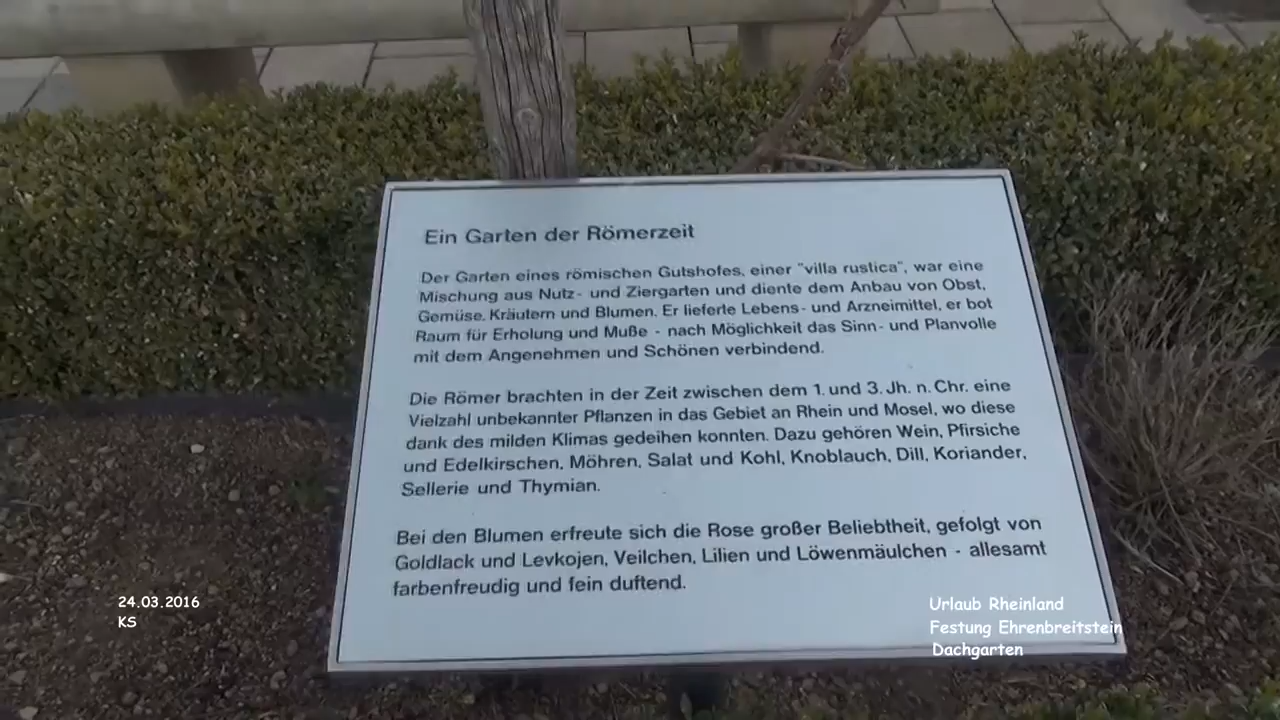 Ein Garten der Römerzeit
Der Garten eines römischen Gutshofes, einer "villa rustica", war eine
Mischung aus Nutz- und Ziergarten und diente dem Anbau von Obst,
Gemüse, Kräutern und Blumen. Er lieferte Lebens- und Arzneimittel, er bot
Raum für Erholung und Muße - nach Möglichkeit das Sinn- und Planvolle
mit dem Angenehmen und Schönen verbindend.
Die Römer brachten in der Zeit zwischen dem 1. und 3. Jh. n. Chr. eine
Vielzahl unbekannter Pflanzen in das Gebiet an Rhein und Mosel, wo diese
dank des milden Klimas gedeihen konnten. Dazu gehören Wein, Pfirsiche
und Edelkirschen, Möhren, Salat und Kohl, Knoblauch, Dill, Koriander,
Sellerie und Thymian.
Bei den Blumen erfreute sich die Rose großer Beliebtheit, gefolgt von
Goldlack und Levkojen, Veilchen, Lilien und Löwenmäulchen - allesamt
farbenfreudig und fein duftend.
24.03.2016
KS
Urlaub Rheinland
Festung Ehrenbreitstein
Dachgarten